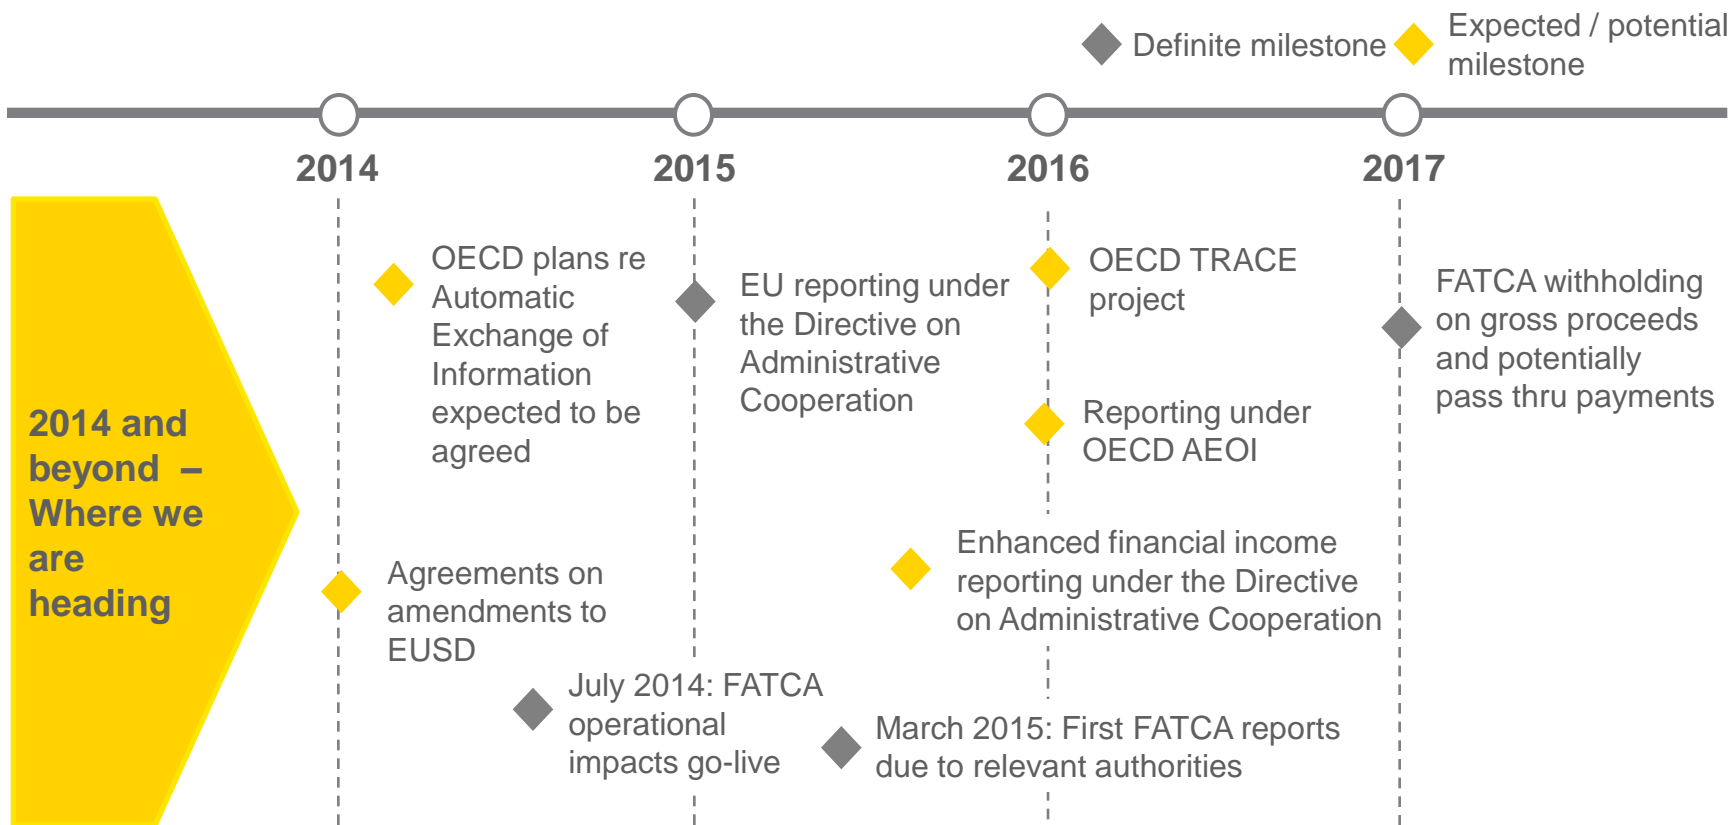 Definite milestone
Expected / potential
milestone
2014
2015
2016
2017
2014 and
beyond –
Where we
are
heading
OECD plans re
Automatic
Exchange of
Information
expected to be
agreed
Agreements on
amendments to
EUSD
July 2014: FATCA
operational
impacts go-live
EU reporting under
the Directive on
Administrative
Cooperation
March 2015: First FATCA reports
due to relevant authorities
OECD TRACE
project
Reporting under
OECD AEOI
Enhanced financial income
reporting under the Directive
on Administrative Cooperation
FATCA withholding
on gross proceeds
and potentially
pass thru payments